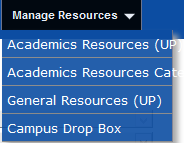 Manage Resources
Academics Resources (UP)
Academics Resources Cate
General Resources (UP)
Campus Drop Box